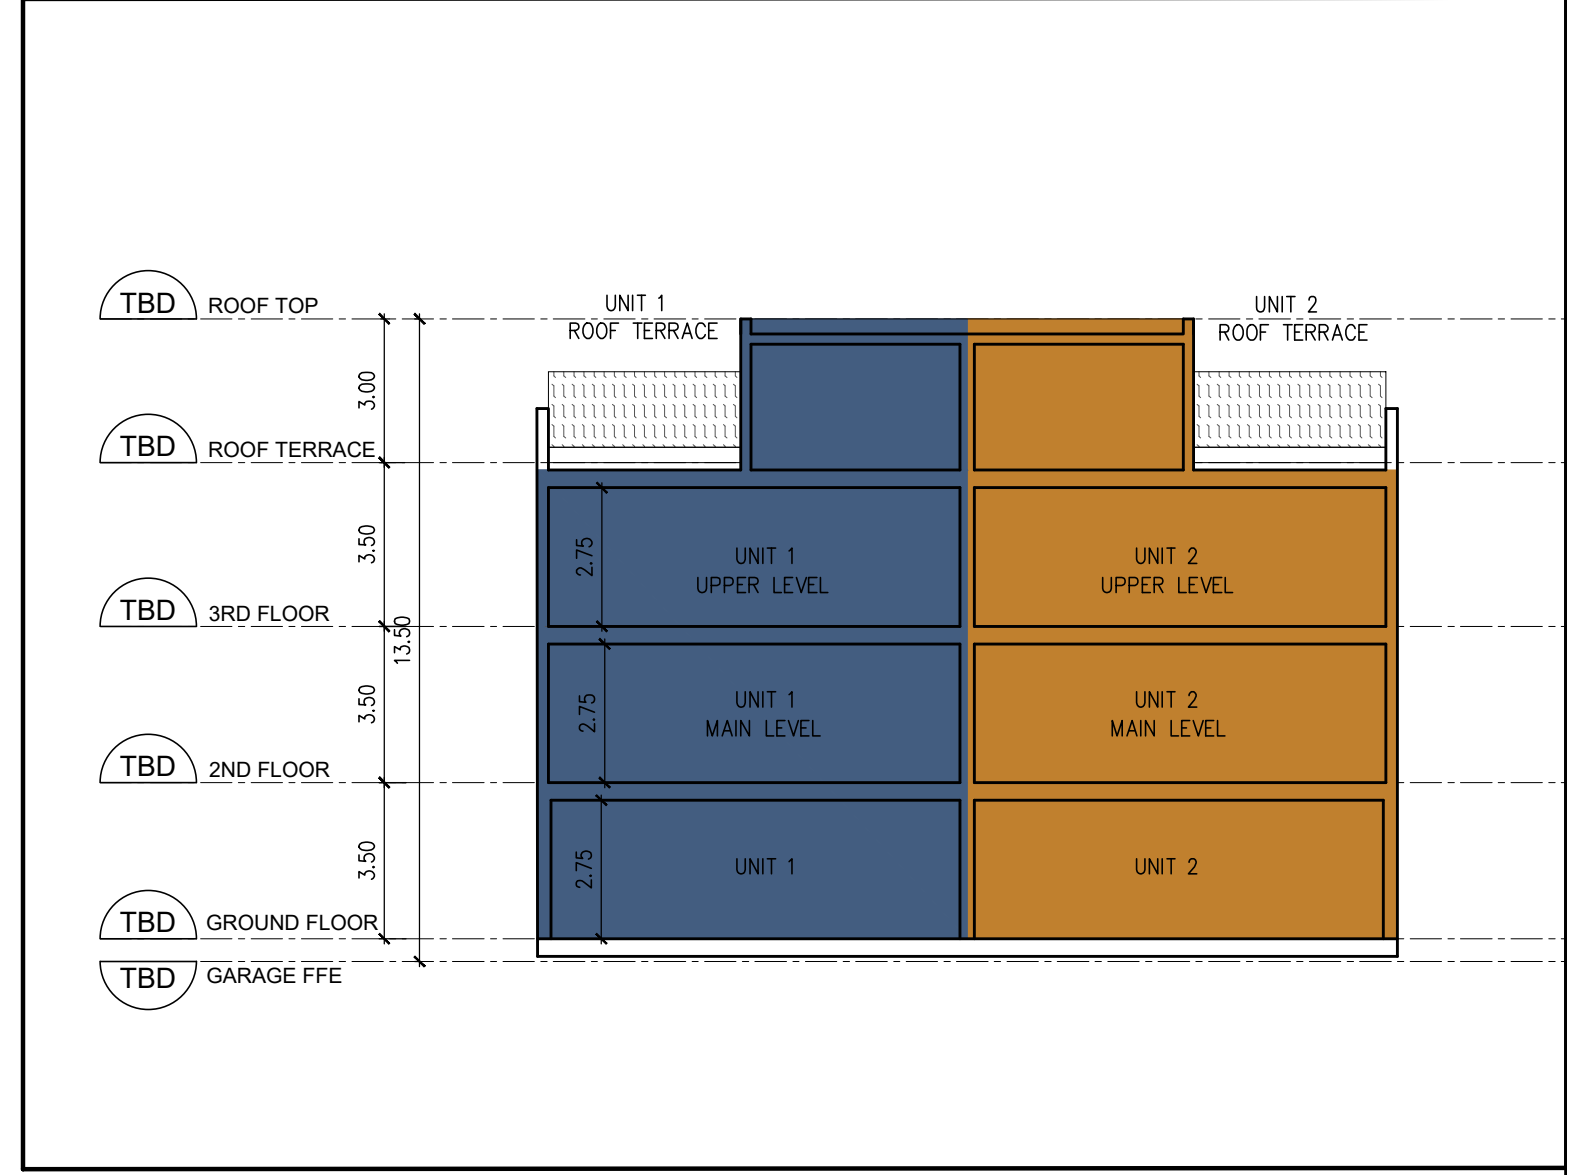 TBD ROOF TOP
UNIT 1
ROOF TERRACE
UNIT 2
ROOF TERRACE
3.00
TBD ROOF TERRACE
3.50
2.75
UNIT 1
UPPER LEVEL
UNIT 2
UPPER LEVEL
TBD 3RD FLOOR
13.50
3.50
2.75
UNIT 1
MAIN LEVEL
UNIT 2
MAIN LEVEL
TBD 2ND FLOOR
3.50
2.75
UNIT 1
UNIT 2
TBD GROUND FLOOR
TBD GARAGE FFE